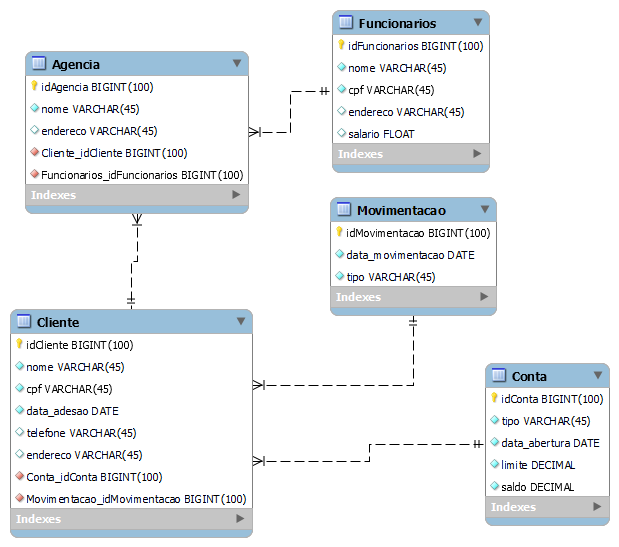 Agencia
idAgencia BIGINT(100)
nome VARCHAR(45)
endereco VARCHAR(45)
Cliente_idCliente BIGINT(100)
Funcionarios_idFuncionarios BIGINT(100)
Indexes
Funcionarios
idFuncionarios BIGINT(100)
nome VARCHAR(45)
cpf VARCHAR(45)
endereco VARCHAR(45)
salario FLOAT
Indexes
Movimentacao
idMovimentacao BIGINT(100)
data_movimentacao DATE
tipo VARCHAR(45)
Indexes
Cliente
idCliente BIGINT(100)
nome VARCHAR(45)
cpf VARCHAR(45)
data_adesao DATE
telefone VARCHAR(45)
endereco VARCHAR(45)
Conta_idConta BIGINT(100)
Movimentacao_idMovimentacao BIGINT(100)
Indexes
Conta
idConta BIGINT(100)
tipo VARCHAR(45)
data_abertura DATE
limite DECIMAL
saldo DECIMAL
Indexes